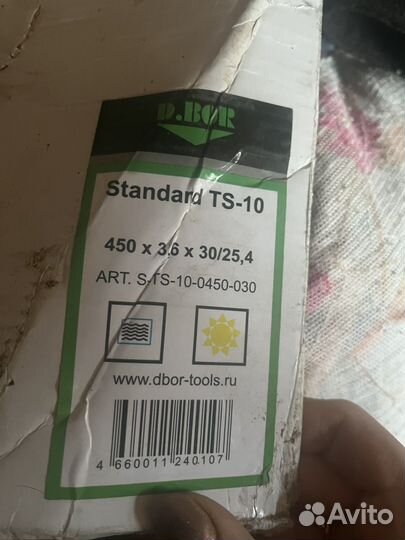 D.BOR
Standard TS-10
450 x 3,6 x 30/25,4
ART. S-TS-10-0450-030
www.dbor-tools.ru
4 660011 240107
Avito